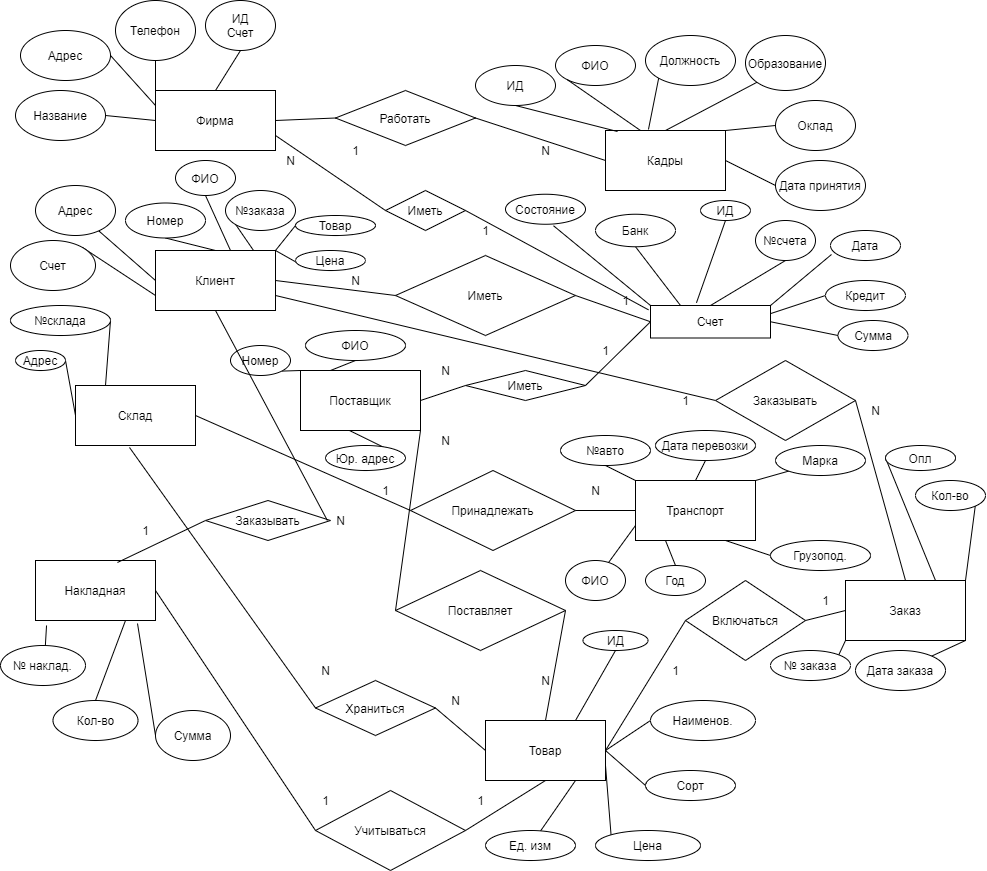 ИД
Счет
Телефон
Адрес
Название
Фирма
Работать
1
N
N
ИД
ФИО
Должность
Образование
Оклад
Дата принятия
Кадры
ФИО
Адрес
Номер
№заказа
Товар
Цена
Счет
Клиент
Иметь
1
Состояние
Банк
ИД
№счета
Дата
Кредит
Сумма
Счет
N
Иметь
1
№склада
Адрес
Склад
Номер
ФИО
Поставщик
Юр. адрес
N
Иметь
1
1
Заказывать
N
N
1
Принадлежать
N
№авто
Дата перевозки
Марка
Транспорт
Грузопод.
ФИО
Год
Опл
Кол-во
Заказ
№ заказа
Дата заказа
1
Заказывать
N
Накладная
№ наклад.
Кол-во
Сумма
Поставляет
N
Включаться
1
1
N
Храниться
N
ИД
Товар
Наименов.
Сорт
Ед. изм
Цена
1
Учитываться
1